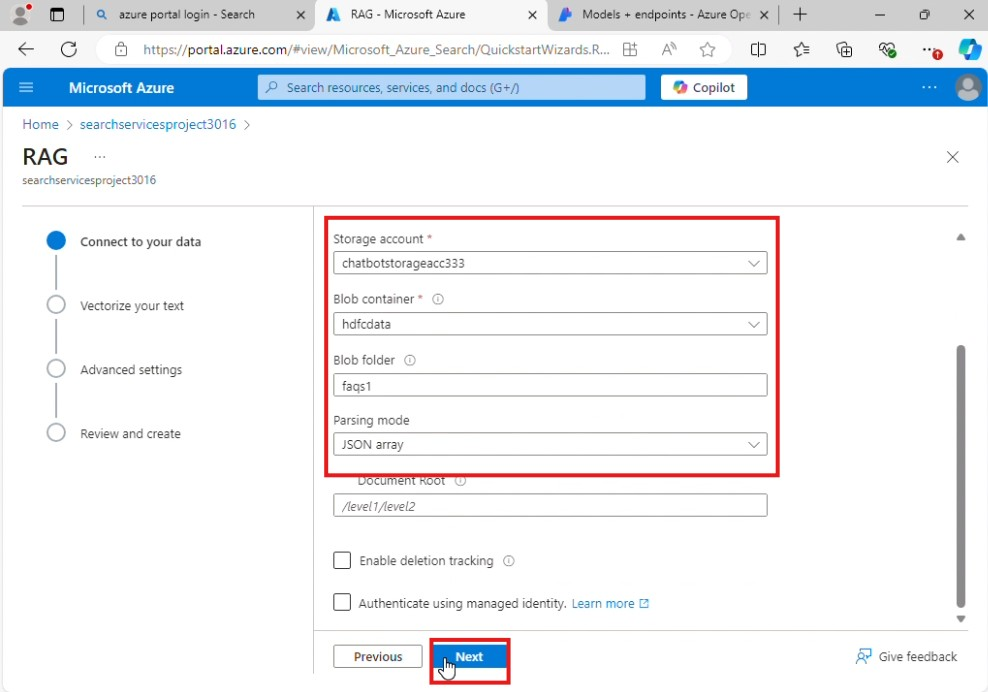 azure portal login - Search
RAG - Microsoft Azure
Models + endpoints - Azure Ope
https://portal.azure.com/#view/Microsoft_Azure_Search/QuickstartWizards.R...
Microsoft Azure
Search resources, services, and docs (G+/)
Copilot
Home > searchservicesproject3016 >
RAG ...
searchservicesproject3016
Connect to your data
Vectorize your text
Advanced settings
Review and create
Storage account *
chatbotstorageacc333
Blob container *
hdfcdata
Blob folder
faqs1
Parsing mode
JSON array
Document Root
/level1/level2
Enable deletion tracking
Authenticate using managed identity. Learn more
Previous
Next
Give feedback